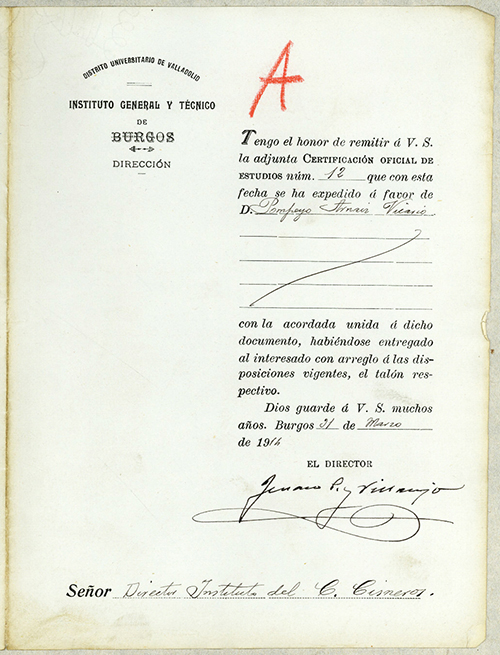 DISTRITO UNIVERSITARIO DE VALLADOLID
INSTITUTO GENERAL Y TÉCNICO
DE
BURGOS
DIRECCIÓN
A
Tengo el honor de remitir á V. S.
la adjunta CERTIFICACIÓN OFICIAL DE
ESTUDIOS núm. 12 que con esta
fecha se ha expedido á favor de
D. Pompeyo Arnaiz Vicario
con la acordada unida á dicho
documento, habiéndose entregado
al interesado con arreglo á las dis-
posiciones vigentes, el talón res-
pectivo.
Dios guarde á V. S. muchos
años. Burgos 31 de Marzo
de 1914
EL DIRECTOR
Señor Director Instituto del C. Cisneros.